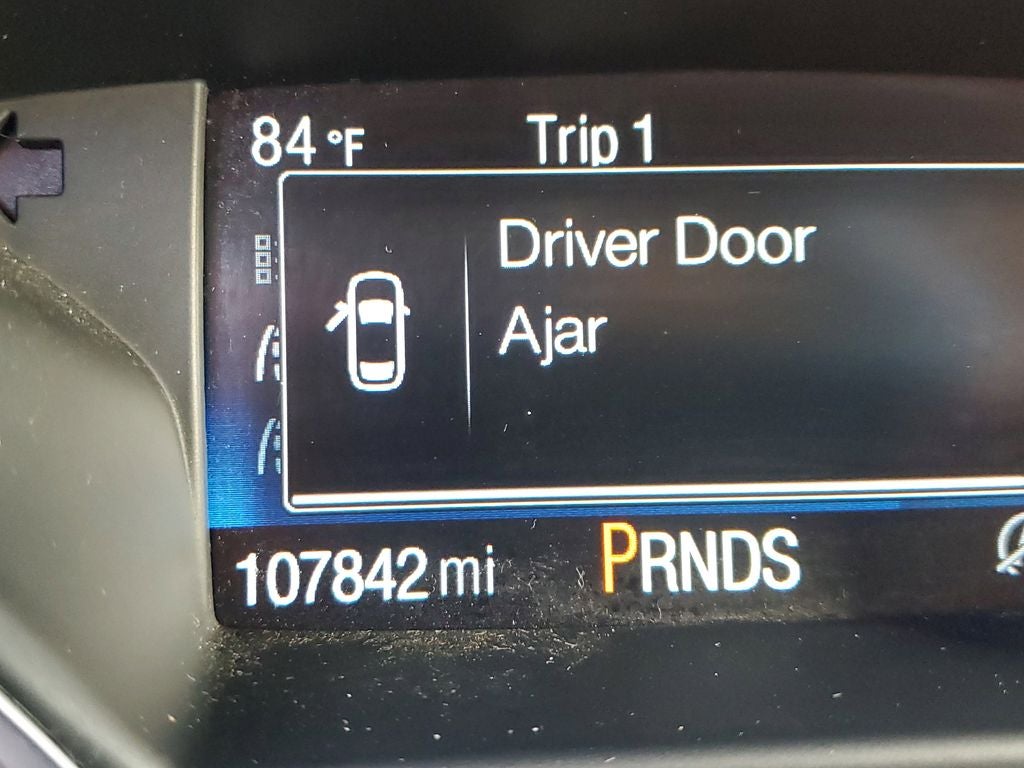 84 °F Trip 1
Driver Door
Ajar
107842 mi PRNDS